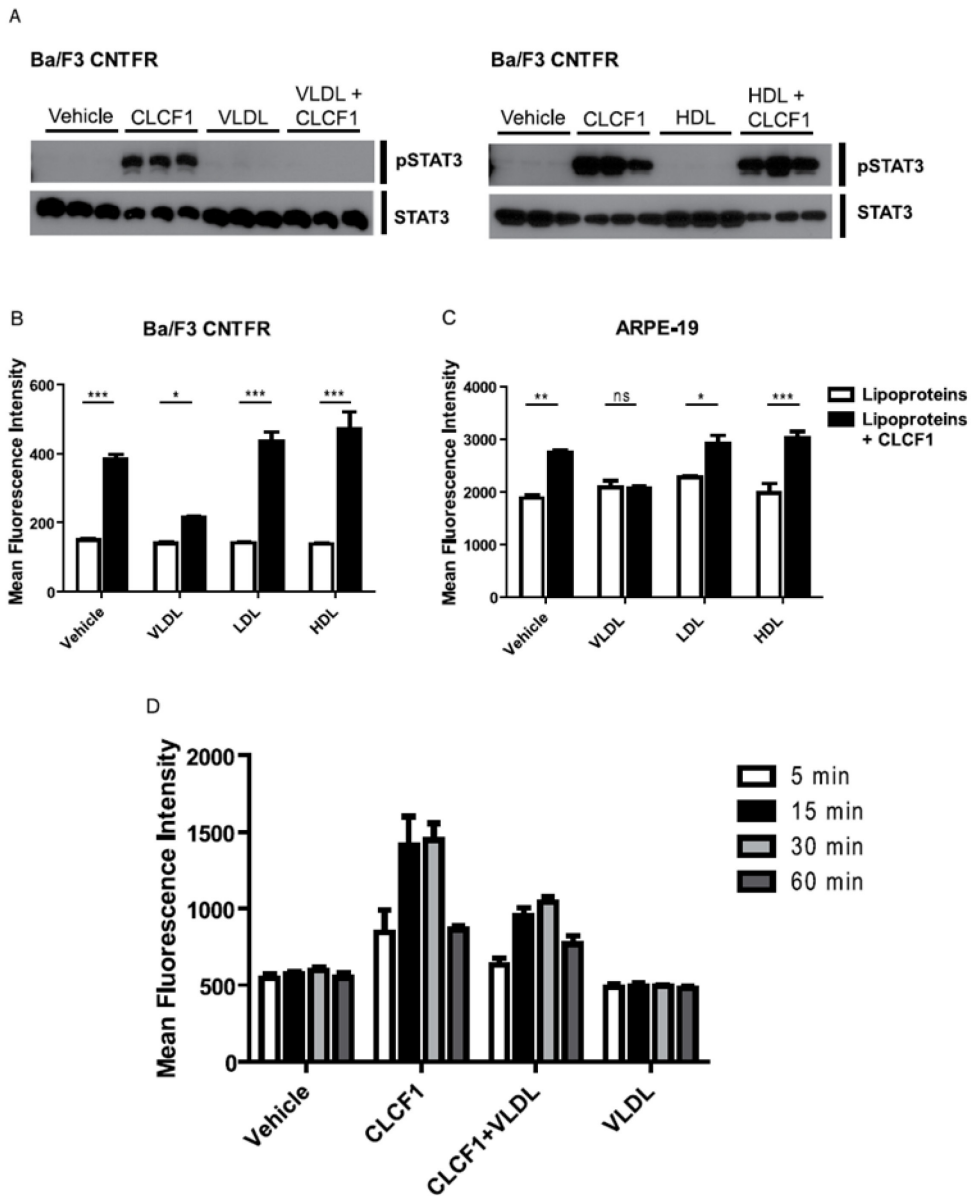 A
Ba/F3 CNTFR
Vehicle CLCF1 VLDL VLDL + CLCF1
pSTAT3
STAT3
Ba/F3 CNTFR
Vehicle CLCF1 HDL HDL + CLCF1
pSTAT3
STAT3
B
Ba/F3 CNTFR
Mean Fluorescence Intensity
600
400
200
0
*** * *** ***
Vehicle VLDL LDL HDL
C
ARPE-19
Mean Fluorescence Intensity
4000
3000
2000
1000
0
** ns * ***
Vehicle VLDL LDL HDL
Lipoproteins
Lipoproteins
+ CLCF1
D
Mean Fluorescence Intensity
2000
1500
1000
500
0
Vehicle CLCF1 CLCF1+VLDL VLDL
5 min
15 min
30 min
60 min